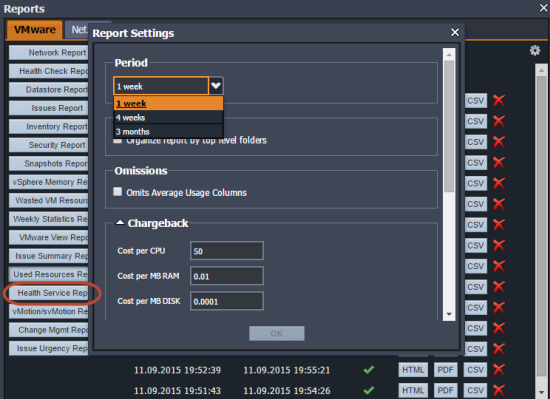 Reports
VMware
Net
Report Settings
Network Report
Health Check Repo
Datastore Report
Issues Report
Inventory Report
Security Report
Snapshots Repor
vSphere Memory Re
Wasted VM Resour
Weekly Statistics Re
VMware View Repo
Issue Summary Rep
Used Resources Re
Health Service Rep
vMotion/svMotion Re
Change Mgmt Rep
Issue Urgency Rep
Period
1 week
1 week
4 weeks
3 months
Organize report by top level folders
Omissions
Omits Average Usage Columns
Chargeback
Cost per CPU 50
Cost per MB RAM 0.01
Cost per MB DISK 0.0001
OK
CSV
CSV
CSV
CSV
CSV
CSV
CSV
CSV
CSV
CSV
CSV
CSV
CSV
11.09.2015 19:52:39 11.09.2015 19:55:21 HTML PDF CSV
11.09.2015 19:51:43 11.09.2015 19:54:26 HTML PDF CSV